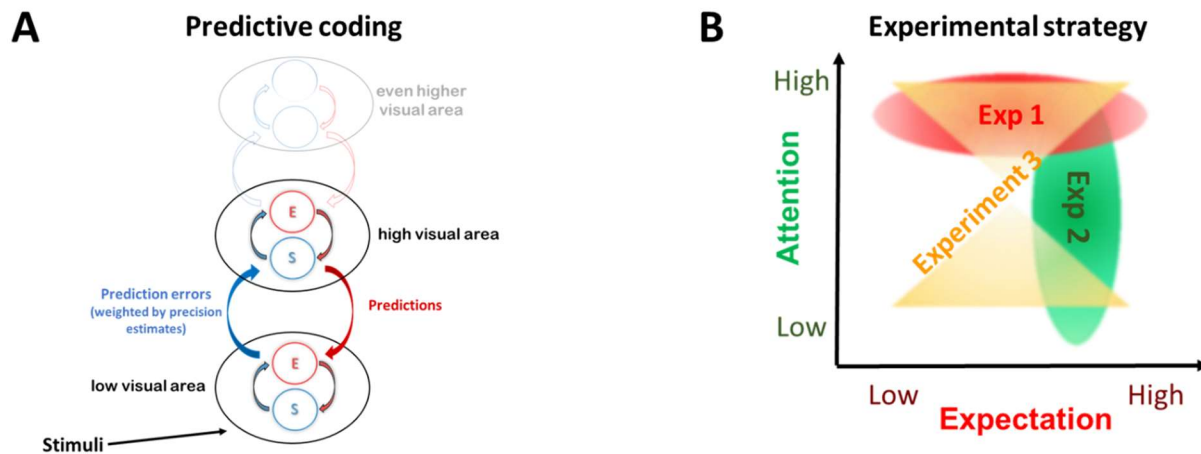 A
Predictive coding
even higher
visual area
E
S
high visual area
Prediction errors
(weighted by precision
estimates)
Predictions
E
S
low visual area
Stimuli
B
Experimental strategy
High
Attention
Low
Exp 1
Experiment 3
Exp 2
Low
High
Expectation